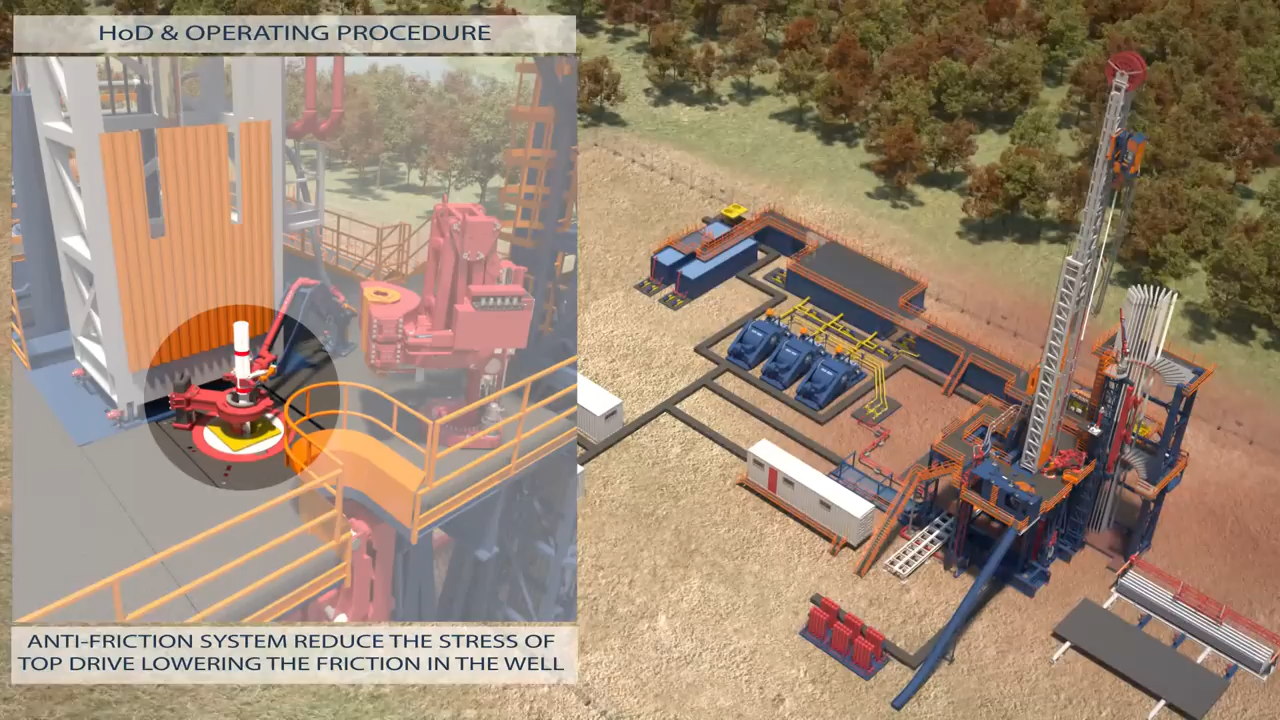 HoD & OPERATING PROCEDURE
ANTI-FRICTION SYSTEM REDUCE THE STRESS OF
TOP DRIVE LOWERING THE FRICTION IN THE WELL